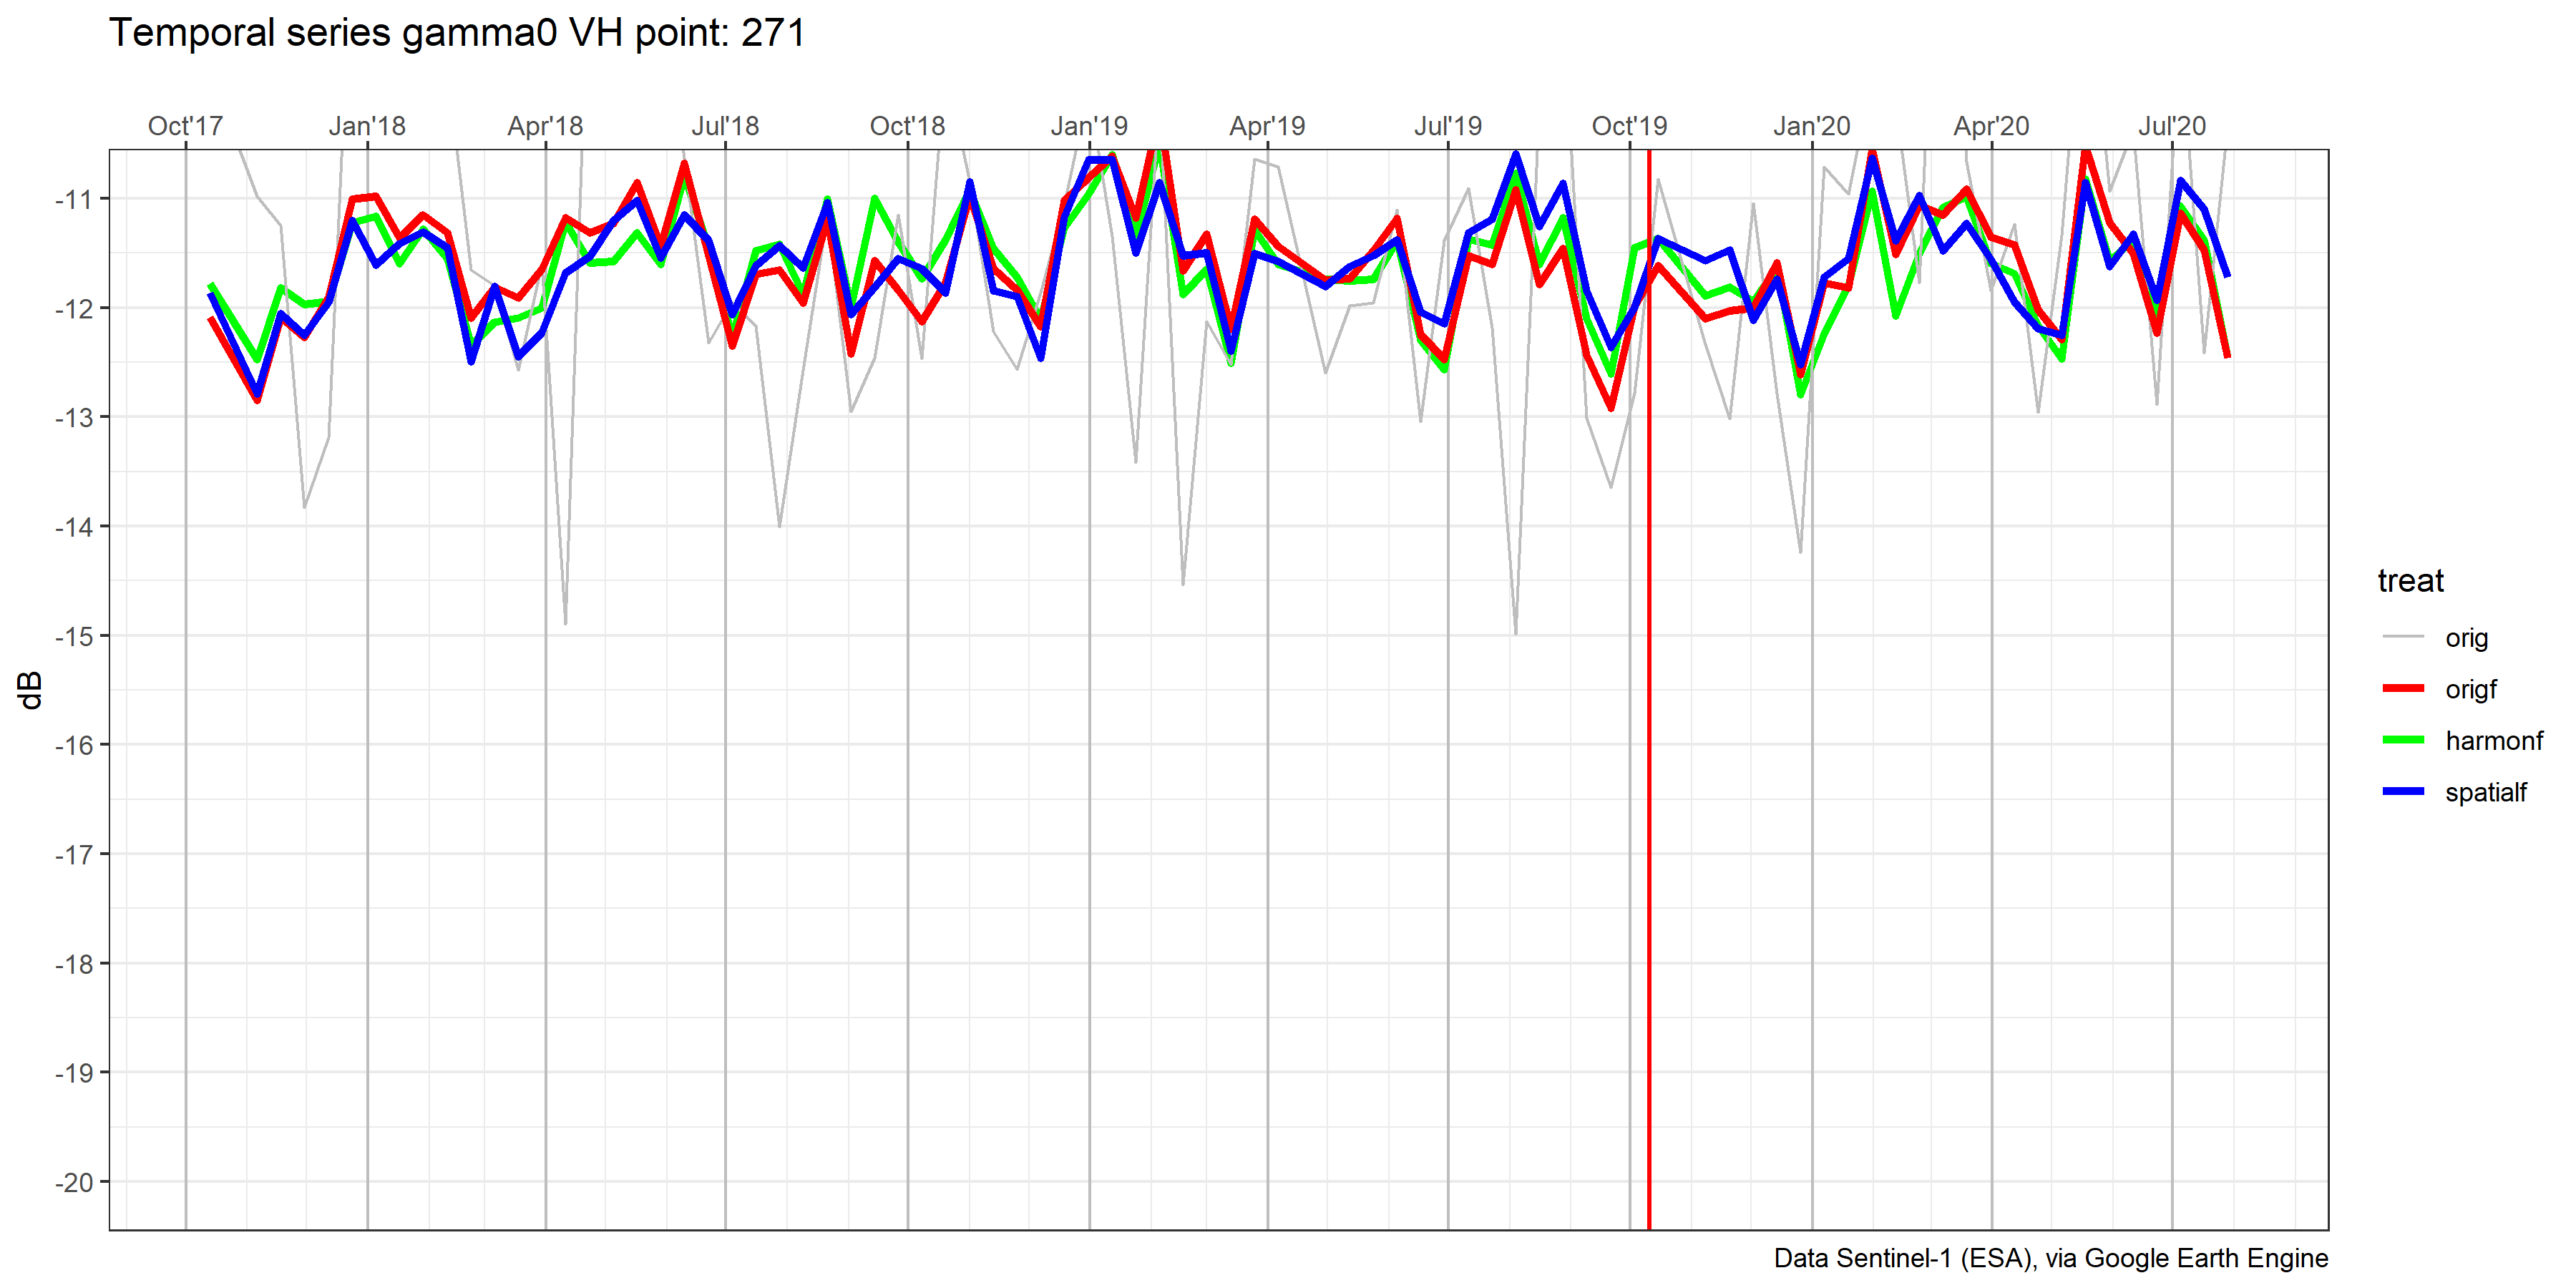 Temporal series gamma0 VH point: 271
Oct'17 Jan'18 Apr'18 Jul'18 Oct'18 Jan'19 Apr'19 Jul'19 Oct'19 Jan'20 Apr'20 Jul'20
-11
-12
-13
-14
-15
-16
-17
-18
-19
-20
dB
treat
orig
origf
harmonf
spatialf
Data Sentinel-1 (ESA), via Google Earth Engine